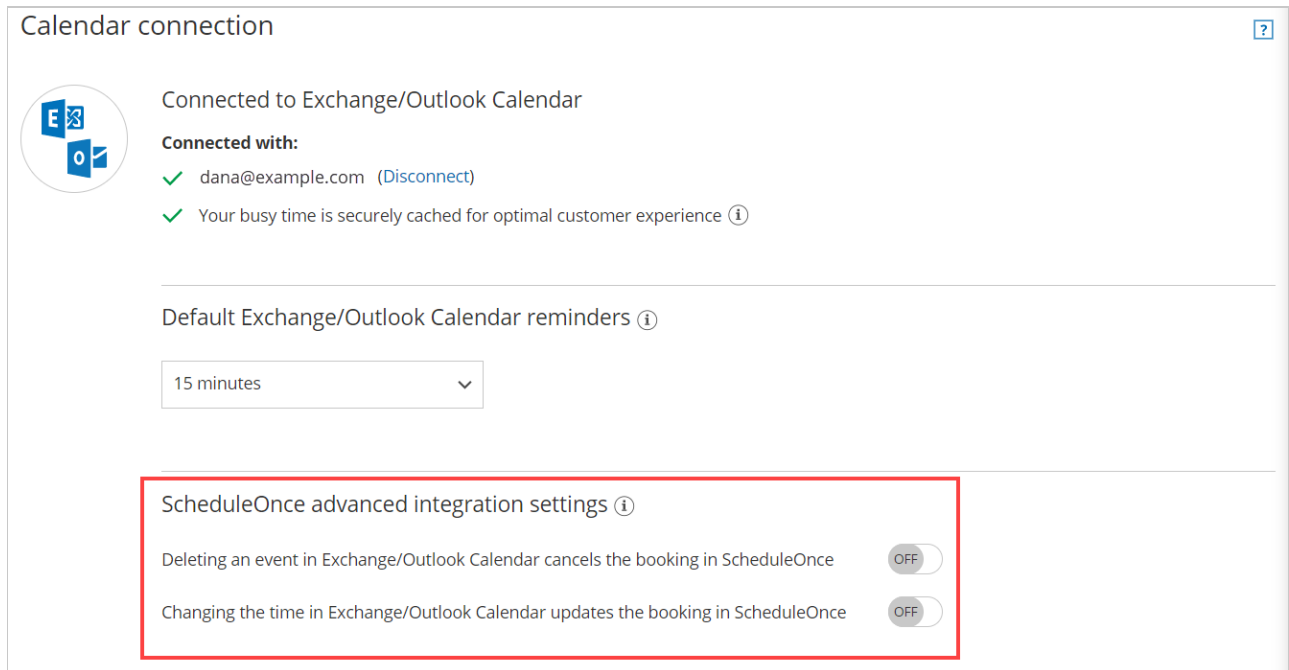 Calendar connection
?
E
O
Connected to Exchange/Outlook Calendar
Connected with:
dana@example.com (Disconnect)
Your busy time is securely cached for optimal customer experience i
Default Exchange/Outlook Calendar reminders i
15 minutes
ScheduleOnce advanced integration settings i
Deleting an event in Exchange/Outlook Calendar cancels the booking in ScheduleOnce OFF
Changing the time in Exchange/Outlook Calendar updates the booking in ScheduleOnce OFF